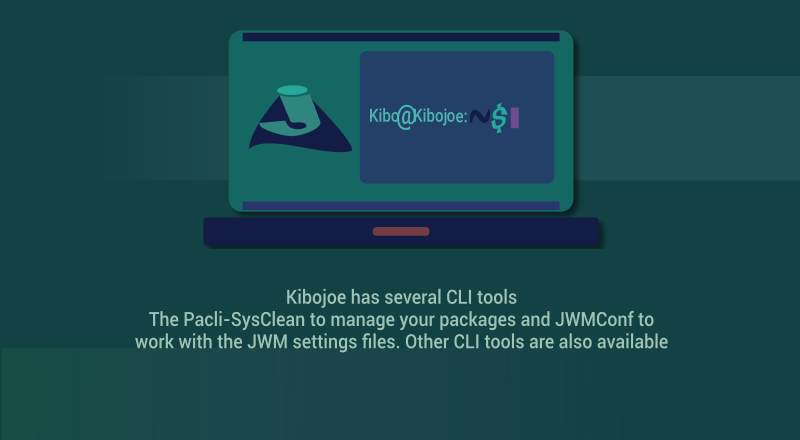 Kibo@Kibojoe:~$
Kibojoe has several CLI tools
The Pacli-SysClean to manage your packages and JWMConf to
work with the JWM settings files. Other CLI tools are also available